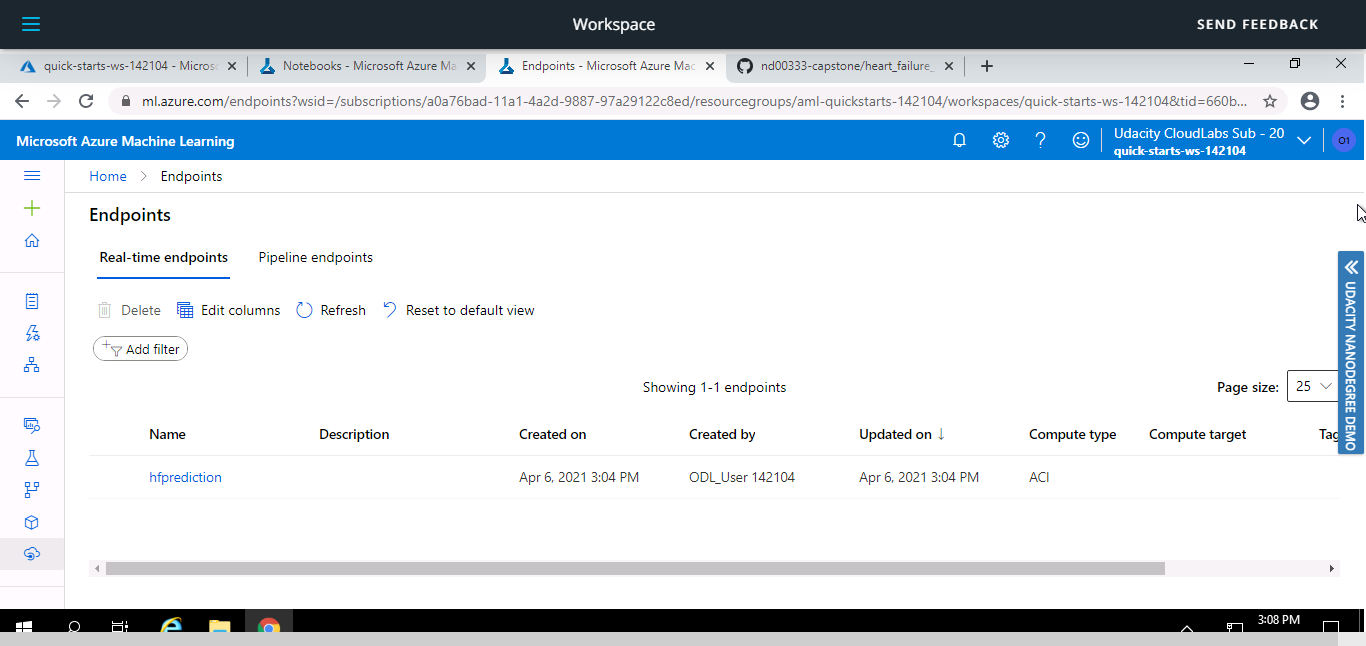 Workspace
SEND FEEDBACK
quick-starts-ws-142104 - Micros
Notebooks - Microsoft Azure Ma
Endpoints - Microsoft Azure Mac
nd00333-capstone/heart_failure_
ml.azure.com/endpoints?wsid=/subscriptions/a0a76bad-11a1-4a2d-9887-97a29122c8ed/resourcegroups/aml-quickstarts-142104/workspaces/quick-starts-ws-142104&tid=660b...
Microsoft Azure Machine Learning
Udacity CloudLabs Sub - 20
quick-starts-ws-142104
O1
Home > Endpoints
Endpoints
Real-time endpoints
Pipeline endpoints
Delete
Edit columns
Refresh
Reset to default view
Add filter
Showing 1-1 endpoints
Page size:
25
UDACITY NANODEGREE DEMO
Name Description Created on Created by Updated on ↓ Compute type Compute target Tag
hfprediction Apr 6, 2021 3:04 PM ODL_User 142104 Apr 6, 2021 3:04 PM ACI
3:08 PM